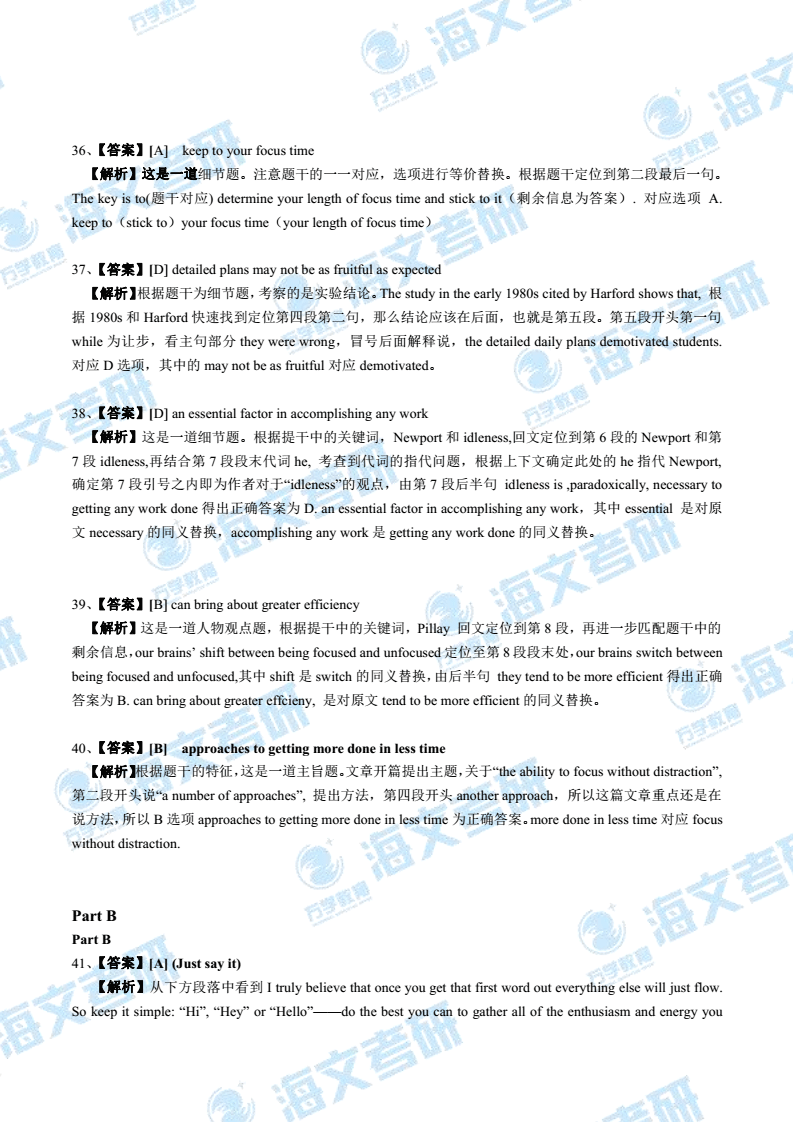 36、【答案】[A] keep to your focus time
【解析】这是一道细节题。注意题干的一一对应，选项进行等价替换。根据题干定位到第二段最后一句。
The key is to(题干对应) determine your length of focus time and stick to it（剩余信息为答案）. 对应选项 A.
keep to（stick to）your focus time（your length of focus time）
37、【答案】[D] detailed plans may not be as fruitful as expected
【解析】根据题干为细节题，考察的是实验结论。The study in the early 1980s cited by Harford shows that, 根
据 1980s 和 Harford 快速找到定位第四段第二句，那么结论应该在后面，也就是第五段。第五段开头第一句
while 为让步，看主句部分 they were wrong，冒号后面解释说，the detailed daily plans demotivated students.
对应 D 选项，其中的 may not be as fruitful 对应 demotivated。
38、【答案】[D] an essential factor in accomplishing any work
【解析】这是一道细节题。根据提干中的关键词，Newport 和 idleness,回文定位到第 6 段的 Newport 和第
7 段 idleness,再结合第 7 段段末代词 he, 考查到代词的指代问题，根据上下文确定此处的 he 指代 Newport,
确定第 7 段引号之内即为作者对于“idleness”的观点，由第 7 段后半句 idleness is ,paradoxically, necessary to
getting any work done 得出正确答案为 D. an essential factor in accomplishing any work，其中 essential 是对原
文 necessary 的同义替换，accomplishing any work 是 getting any work done 的同义替换。
39、【答案】[B] can bring about greater efficiency
【解析】这是一道人物观点题，根据提干中的关键词，Pillay 回文定位到第 8 段，再进一步匹配题干中的
剩余信息，our brains’ shift between being focused and unfocused 定位至第 8 段段末处，our brains switch between
being focused and unfocused,其中 shift 是 switch 的同义替换，由后半句 they tend to be more efficient 得出正确
答案为 B. can bring about greater effcieny, 是对原文 tend to be more efficient 的同义替换。
40、【答案】[B] approaches to getting more done in less time
【解析】根据题干的特征，这是一道主旨题。文章开篇提出主题，关于“the ability to focus without distraction”,
第二段开头说“a number of approaches”, 提出方法，第四段开头 another approach，所以这篇文章重点还是在
说方法，所以 B 选项 approaches to getting more done in less time 为正确答案。more done in less time 对应 focus
without distraction.
Part B
Part B
41、【答案】[A] (Just say it)
【解析】从下方段落中看到 I truly believe that once you get that first word out everything else will just flow.
So keep it simple: “Hi”, “Hey” or “Hello”——do the best you can to gather all of the enthusiasm and energy you